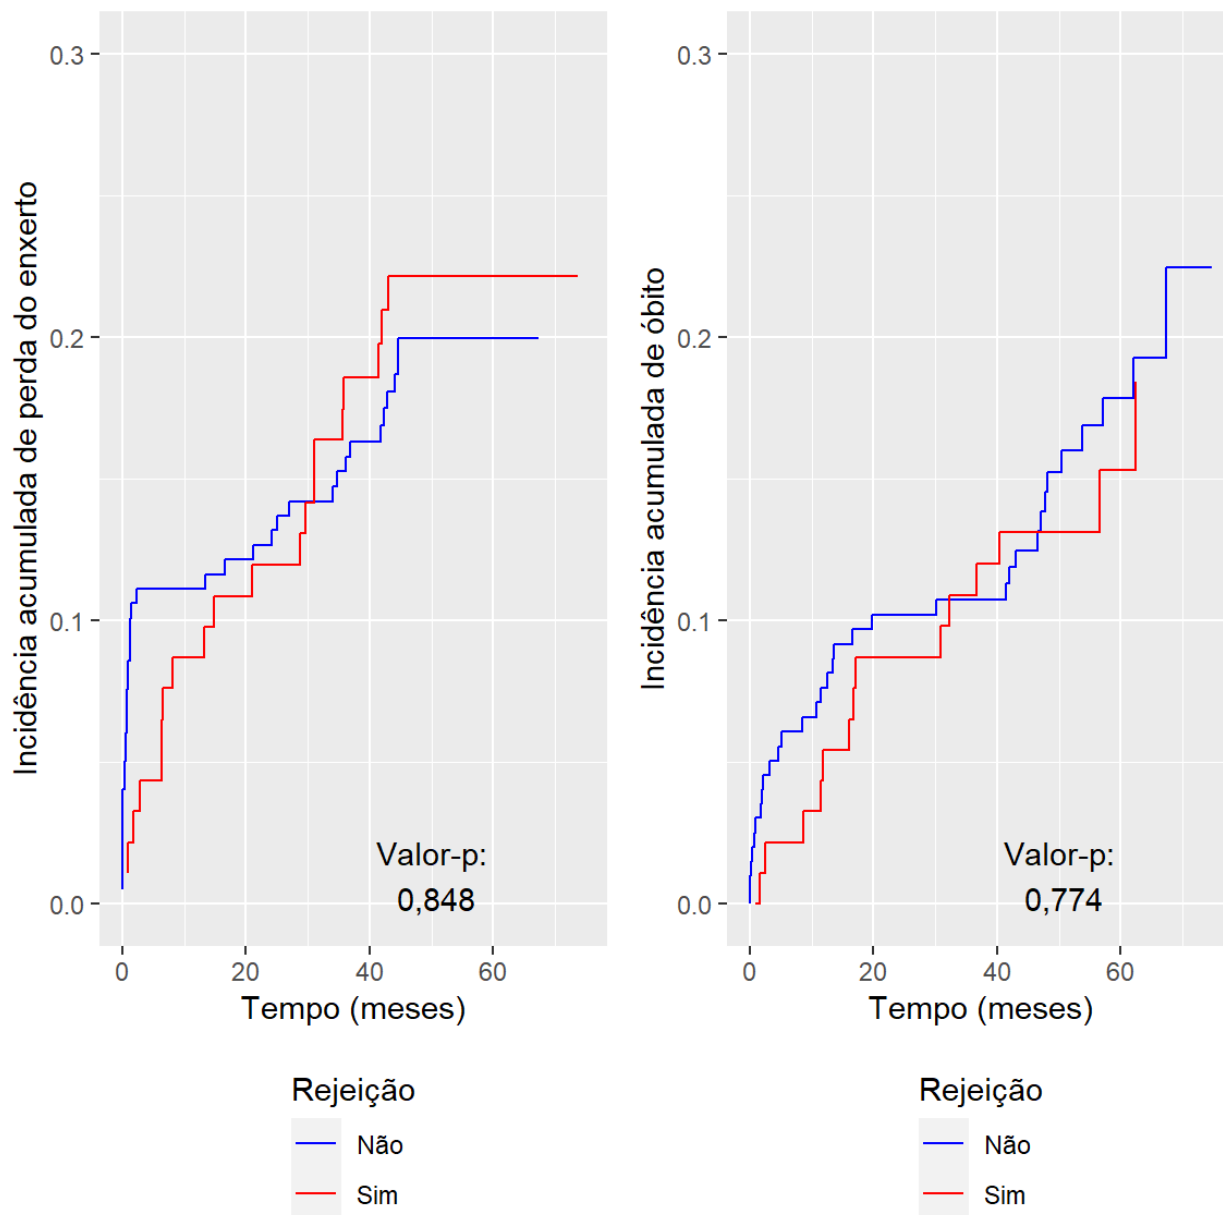 Incidência acumulada de perda do enxerto
0.3
0.2
0.1
0.0
Valor-p:
0,848
0
20
40
60
Tempo (meses)
Rejeição
Não
Sim
Incidência acumulada de óbito
0.3
0.2
0.1
0.0
Valor-p:
0,774
0
20
40
60
Tempo (meses)
Rejeição
Não
Sim